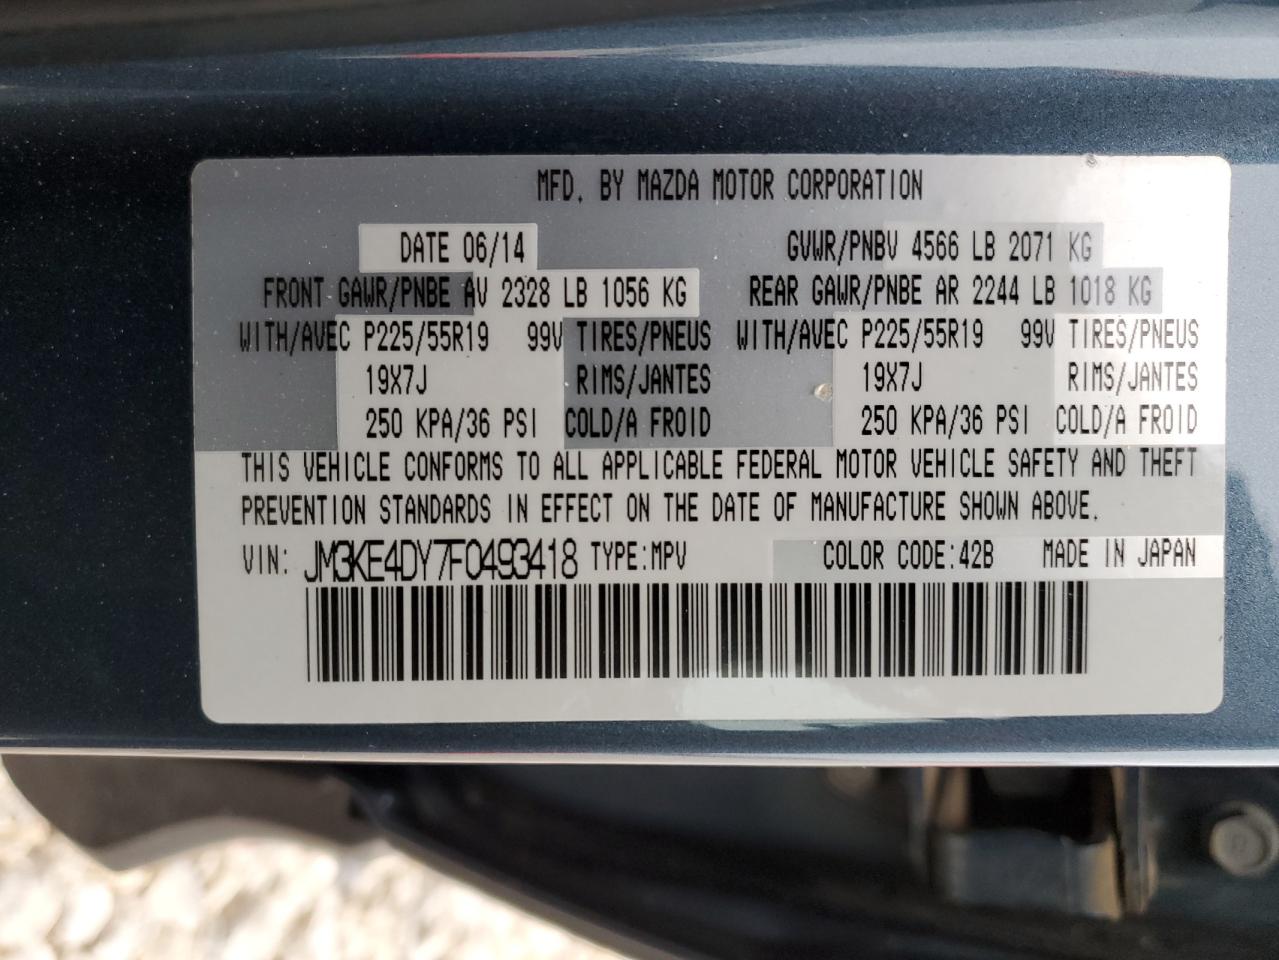 MFD. BY MAZDA MOTOR CORPORATION
DATE 06/14 GVWR/PNBV 4566 LB 2071 KG
FRONT GAWR/PNBE AV 2328 LB 1056 KG REAR GAWR/PNBE AR 2244 LB 1018 KG
WITH/AVEC P225/55R19 99V TIRES/PNEUS WITH/AVEC P225/55R19 99V TIRES/PNEUS
19X7J RIMS/JANTES 19X7J RIMS/JANTES
250 KPA/36 PSI COLD/A FROID 250 KPA/36 PSI COLD/A FROID
THIS VEHICLE CONFORMS TO ALL APPLICABLE FEDERAL MOTOR VEHICLE SAFETY AND THEFT
PREVENTION STANDARDS IN EFFECT ON THE DATE OF MANUFACTURE SHOWN ABOVE.
VIN: JM3KE4DY7F0493418 TYPE:MPV COLOR CODE:42B MADE IN JAPAN